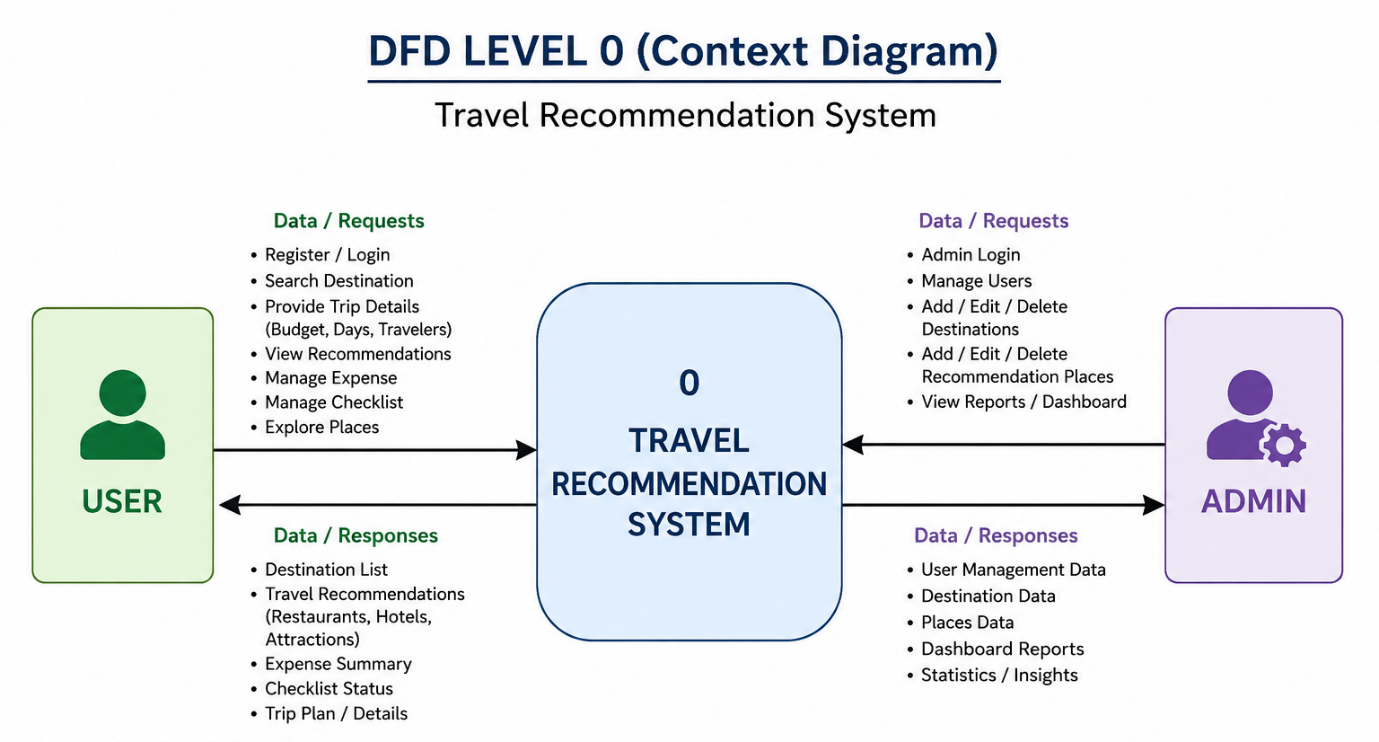 DFD LEVEL 0 (Context Diagram)
Travel Recommendation System
Data / Requests
• Register / Login
• Search Destination
• Provide Trip Details
(Budget, Days, Travelers)
• View Recommendations
• Manage Expense
• Manage Checklist
• Explore Places
USER
Data / Responses
• Destination List
• Travel Recommendations
(Restaurants, Hotels,
Attractions)
• Expense Summary
• Checklist Status
• Trip Plan / Details
0
TRAVEL
RECOMMENDATION
SYSTEM
Data / Requests
• Admin Login
• Manage Users
• Add / Edit / Delete
Destinations
• Add / Edit / Delete
Recommendation Places
• View Reports / Dashboard
ADMIN
Data / Responses
• User Management Data
• Destination Data
• Places Data
• Dashboard Reports
• Statistics / Insights